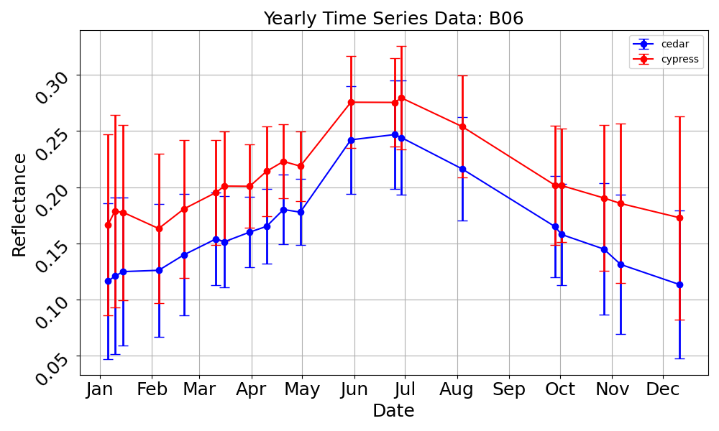 Yearly Time Series Data: B06
cedar
cypress
Reflectance
0.30
0.25
0.20
0.15
0.10
0.05
Jan Feb Mar Apr May Jun Jul Aug Sep Oct Nov Dec
Date